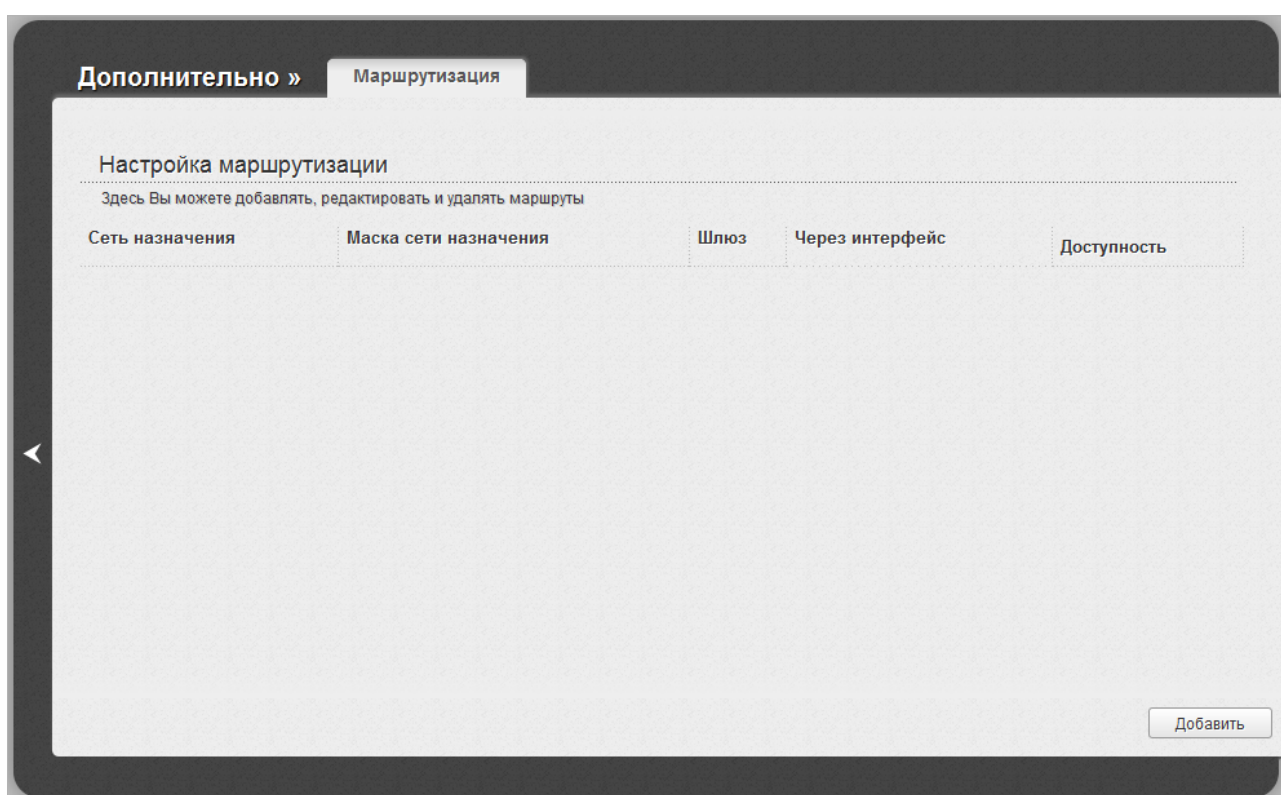 Дополнительно »
Маршрутизация
Настройка маршрутизации
Здесь Вы можете добавлять, редактировать и удалять маршруты
Сеть назначения Маска сети назначения Шлюз Через интерфейс Доступность
Добавить